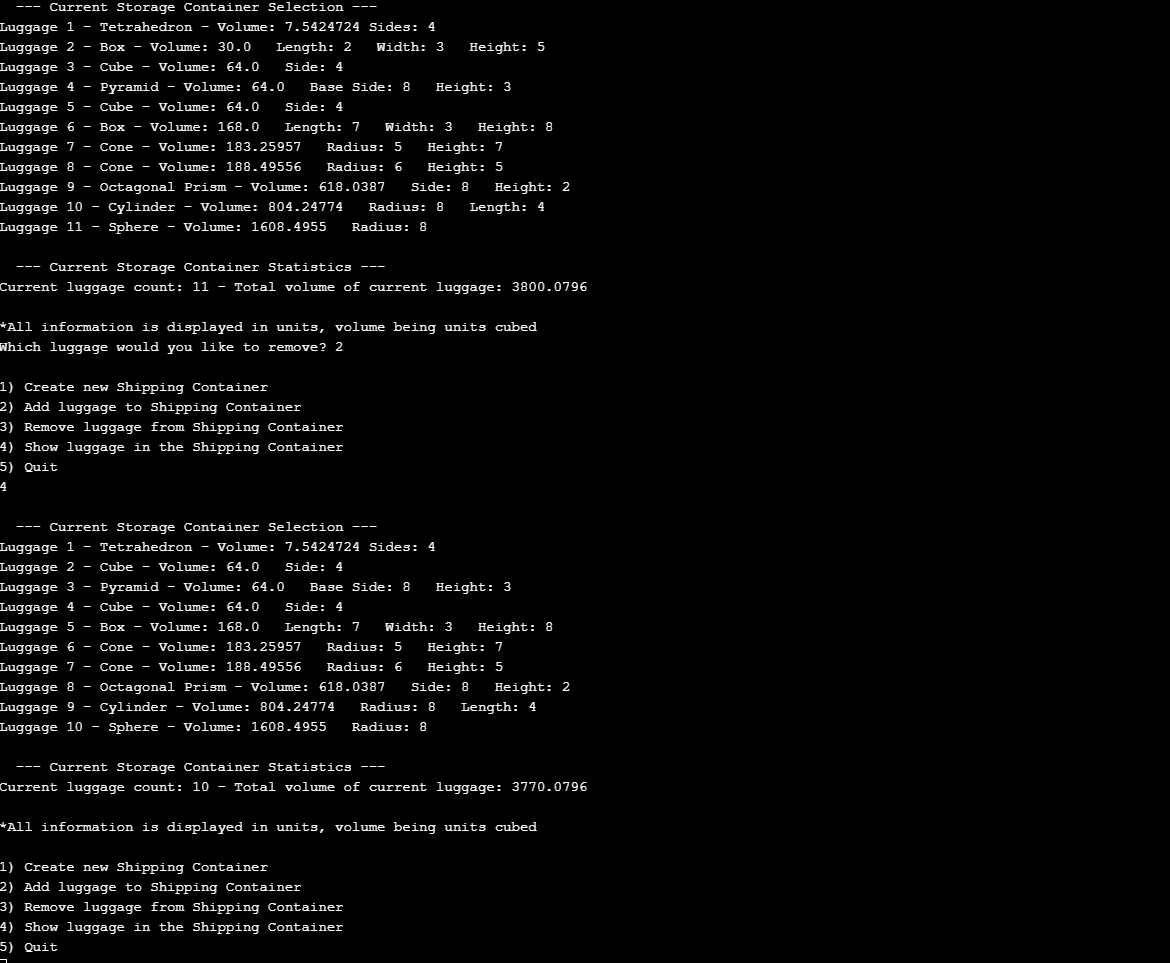 --- Current Storage Container Selection ---
Luggage 1 - Tetrahedron - Volume: 7.5424724 Sides: 4
Luggage 2 - Box - Volume: 30.0   Length: 2   Width: 3   Height: 5
Luggage 3 - Cube - Volume: 64.0   Side: 4
Luggage 4 - Pyramid - Volume: 64.0   Base Side: 8   Height: 3
Luggage 5 - Cube - Volume: 64.0   Side: 4
Luggage 6 - Box - Volume: 168.0   Length: 7   Width: 3   Height: 8
Luggage 7 - Cone - Volume: 183.25957   Radius: 5   Height: 7
Luggage 8 - Cone - Volume: 188.49556   Radius: 6   Height: 5
Luggage 9 - Octagonal Prism - Volume: 618.0387   Side: 8   Height: 2
Luggage 10 - Cylinder - Volume: 804.24774   Radius: 8   Length: 4
Luggage 11 - Sphere - Volume: 1608.4955   Radius: 8
--- Current Storage Container Statistics ---
Current luggage count: 11 - Total volume of current luggage: 3800.0796
*All information is displayed in units, volume being units cubed
Which luggage would you like to remove? 2
1) Create new Shipping Container
2) Add luggage to Shipping Container
3) Remove luggage from Shipping Container
4) Show luggage in the Shipping Container
5) Quit
4
--- Current Storage Container Selection ---
Luggage 1 - Tetrahedron - Volume: 7.5424724 Sides: 4
Luggage 2 - Cube - Volume: 64.0   Side: 4
Luggage 3 - Pyramid - Volume: 64.0   Base Side: 8   Height: 3
Luggage 4 - Cube - Volume: 64.0   Side: 4
Luggage 5 - Box - Volume: 168.0   Length: 7   Width: 3   Height: 8
Luggage 6 - Cone - Volume: 183.25957   Radius: 5   Height: 7
Luggage 7 - Cone - Volume: 188.49556   Radius: 6   Height: 5
Luggage 8 - Octagonal Prism - Volume: 618.0387   Side: 8   Height: 2
Luggage 9 - Cylinder - Volume: 804.24774   Radius: 8   Length: 4
Luggage 10 - Sphere - Volume: 1608.4955   Radius: 8
--- Current Storage Container Statistics ---
Current luggage count: 10 - Total volume of current luggage: 3770.0796
*All information is displayed in units, volume being units cubed
1) Create new Shipping Container
2) Add luggage to Shipping Container
3) Remove luggage from Shipping Container
4) Show luggage in the Shipping Container
5) Quit